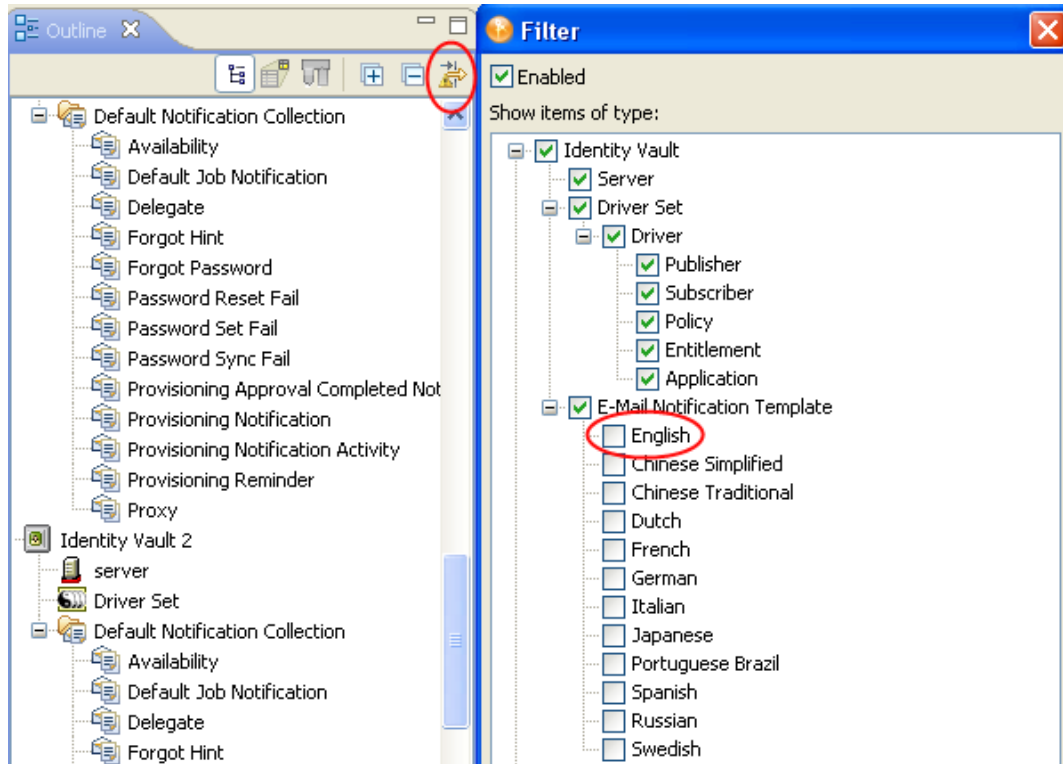 Outline
Default Notification Collection
Availability
Default Job Notification
Delegate
Forgot Hint
Forgot Password
Password Reset Fail
Password Set Fail
Password Sync Fail
Provisioning Approval Completed Not
Provisioning Notification
Provisioning Notification Activity
Provisioning Reminder
Proxy
Identity Vault 2
server
Driver Set
Default Notification Collection
Availability
Default Job Notification
Delegate
Forgot Hint
Filter
Enabled
Show items of type:
Identity Vault
Server
Driver Set
Driver
Publisher
Subscriber
Policy
Entitlement
Application
E-Mail Notification Template
English
Chinese Simplified
Chinese Traditional
Dutch
French
German
Italian
Japanese
Portuguese Brazil
Spanish
Russian
Swedish